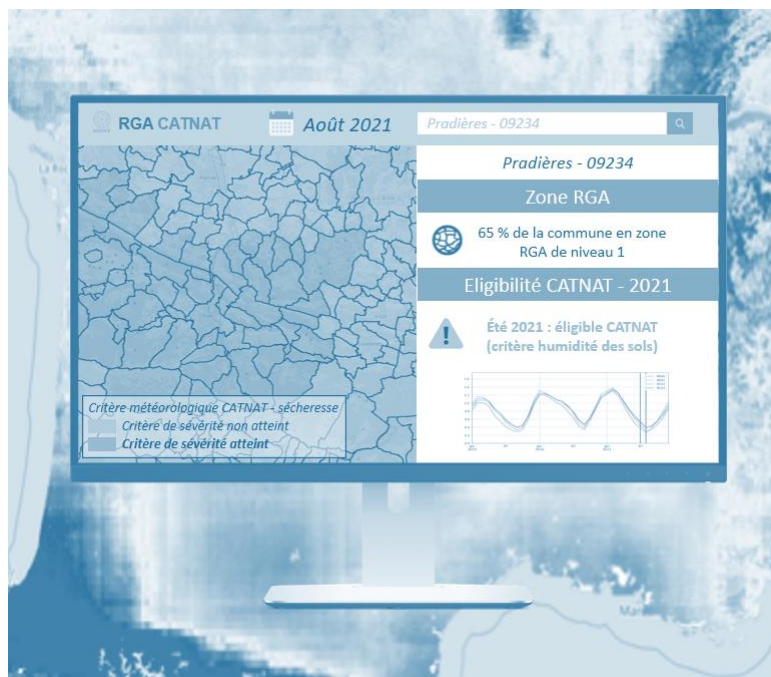 RGA CATNAT
Août 2021
Pradières - 09234
Pradières - 09234
Zone RGA
65 % de la commune en zone
RGA de niveau 1
Eligibilité CATNAT - 2021
Été 2021 : éligible CATNAT
(critère humidité des sols)
Critère météorologique CATNAT - sécheresse
Critère de sévérité non atteint
Critère de sévérité atteint